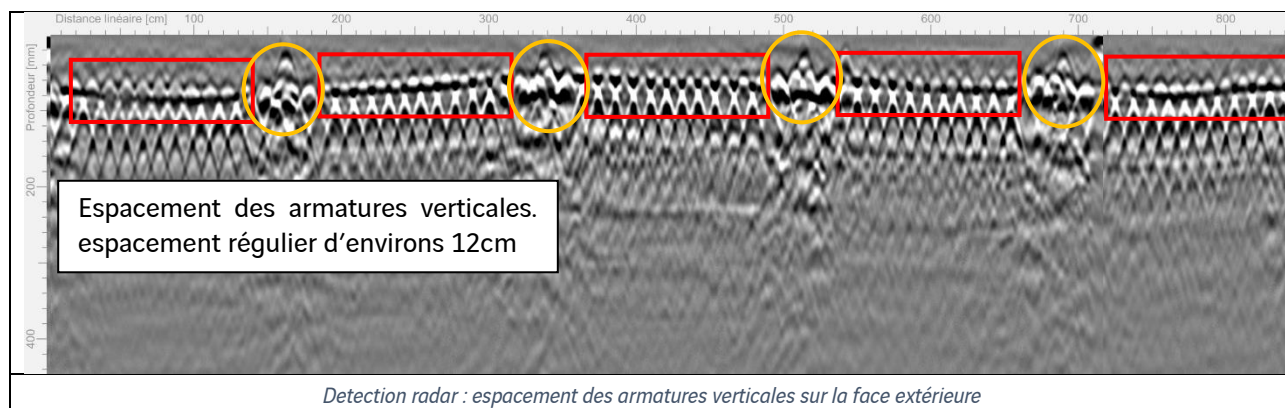 Distance linéaire [cm] 100 200 300 400 500 600 700 800
Profondeur [mm]
200
400
Espacement des armatures verticales.
espacement régulier d'environs 12cm
Detection radar : espacement des armatures verticales sur la face extérieure